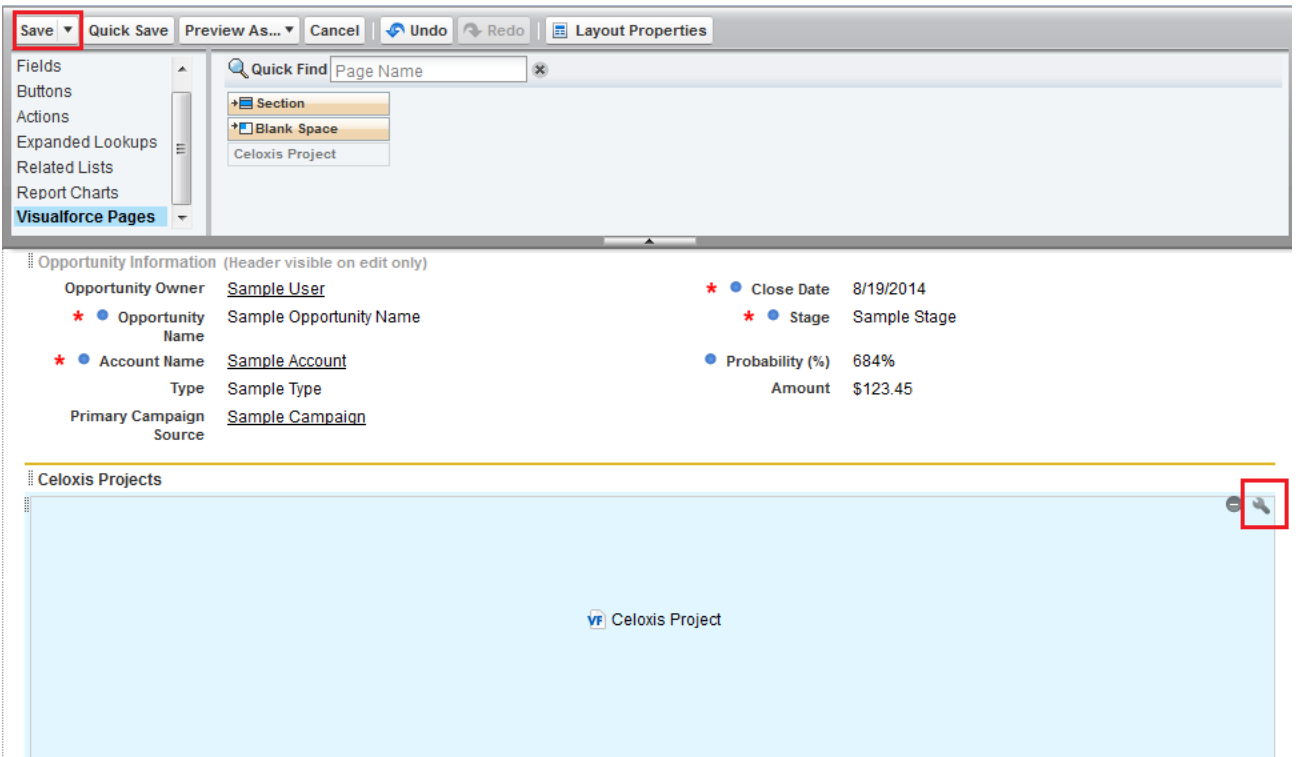 Save Quick Save Preview As... Cancel Undo Redo Layout Properties
Fields
Buttons
Actions
Expanded Lookups
Related Lists
Report Charts
Visualforce Pages
Quick Find Page Name
Section
Blank Space
Celoxis Project
Opportunity Information (Header visible on edit only)
Opportunity Owner Sample User
* Close Date 8/19/2014
* Opportunity Name Sample Opportunity Name
* Stage Sample Stage
* Account Name Sample Account
Probability (%) 684%
Type Sample Type
Amount $123.45
Primary Campaign Source Sample Campaign
Celoxis Projects
VF Celoxis Project